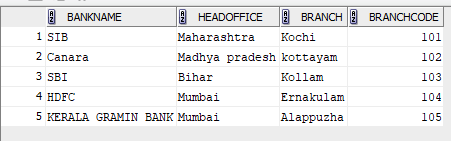 BANKNAME HEADOFFICE BRANCH BRANCHCODE
1 SIB Maharashtra Kochi 101
2 Canara Madhya pradesh kottayam 102
3 SBI Bihar Kollam 103
4 HDFC Mumbai Ernakulam 104
5 KERALA GRAMIN BANK Mumbai Alappuzha 105